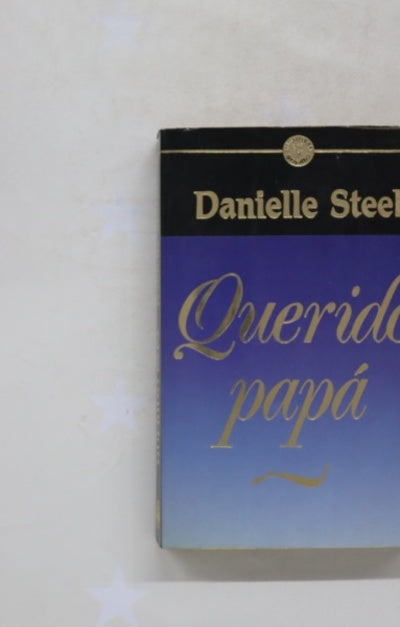 Danielle Steel
Querido
papá